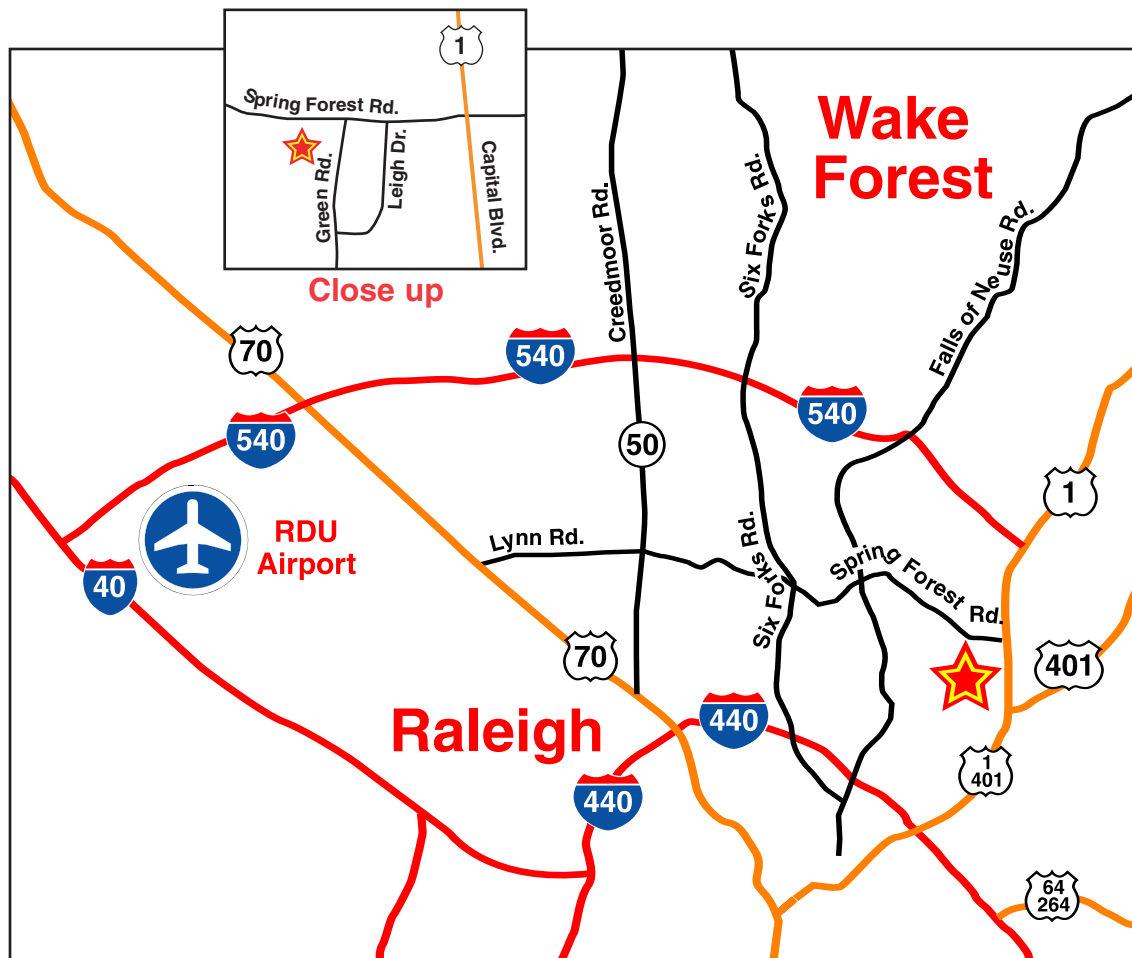 1
Spring Forest Rd.
Green Rd.
Leigh Dr.
Capital Blvd.
Close up
Wake
Forest
Creedmoor Rd.
Six Forks Rd.
Falls of Neuse Rd.
70
540
540
540
50
1
RDU
Airport
40
Lynn Rd.
Six Forks Rd.
Spring Forest Rd.
70
401
Raleigh
440
440
1
401
64
264